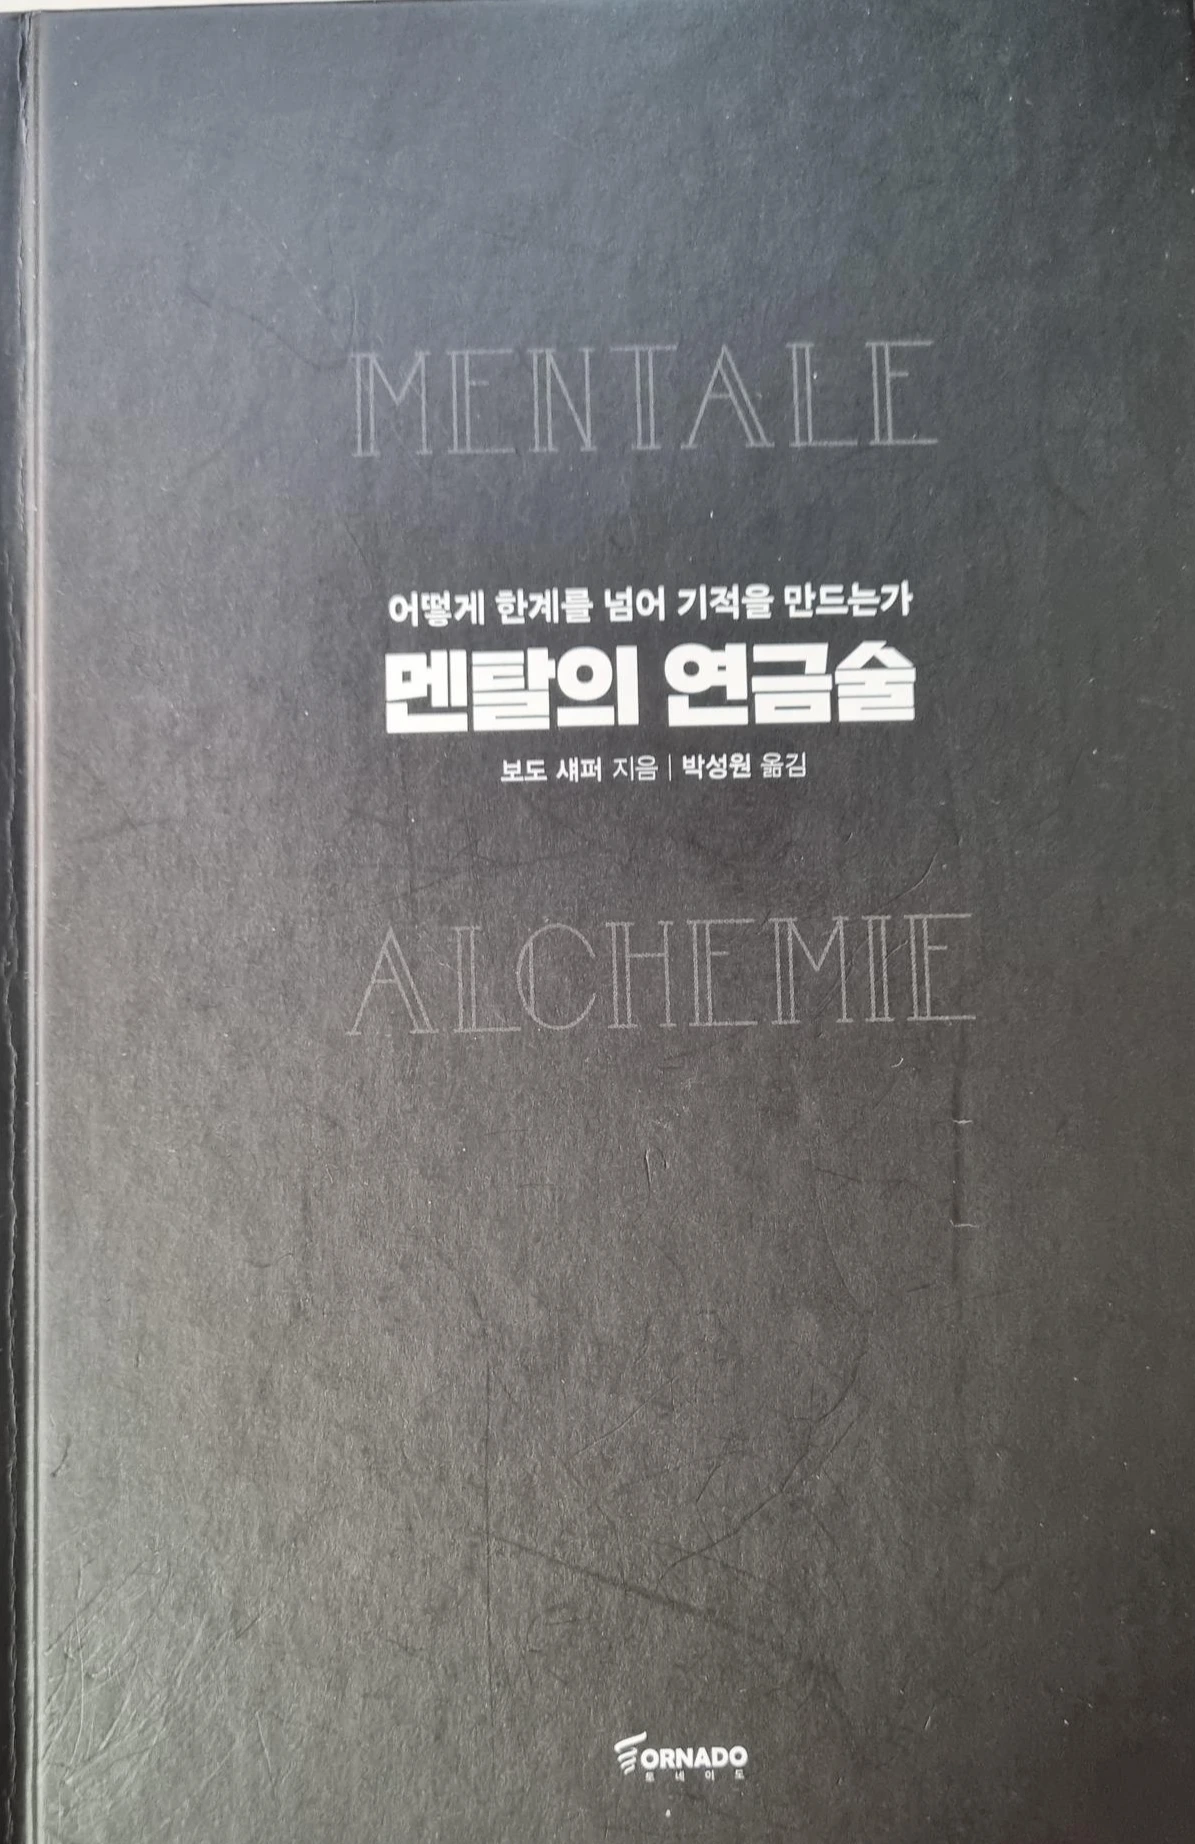 MENTALE
어떻게 한계를 넘어 기적을 만드는가
멘탈의 연금술
보도 섀퍼 지음 | 박성원 옮김
ALCHEMIE
TORNADO
토네이도